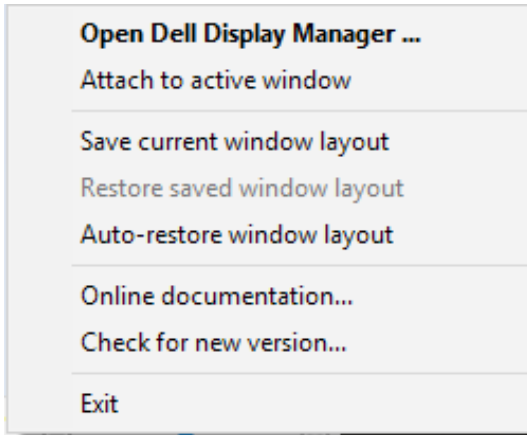 Open Dell Display Manager ...
Attach to active window
Save current window layout
Restore saved window layout
Auto-restore window layout
Online documentation...
Check for new version...
Exit